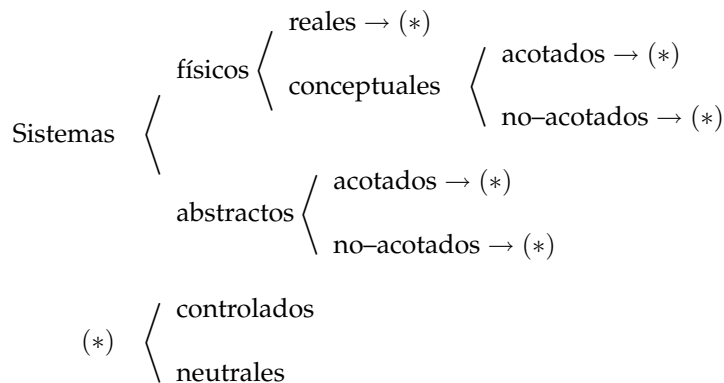 reales → (∗)
físicos
acotados → (∗)
conceptuales
no–acotados → (∗)
Sistemas
acotados → (∗)
abstractos
no–acotados → (∗)
controlados
(∗)
neutrales